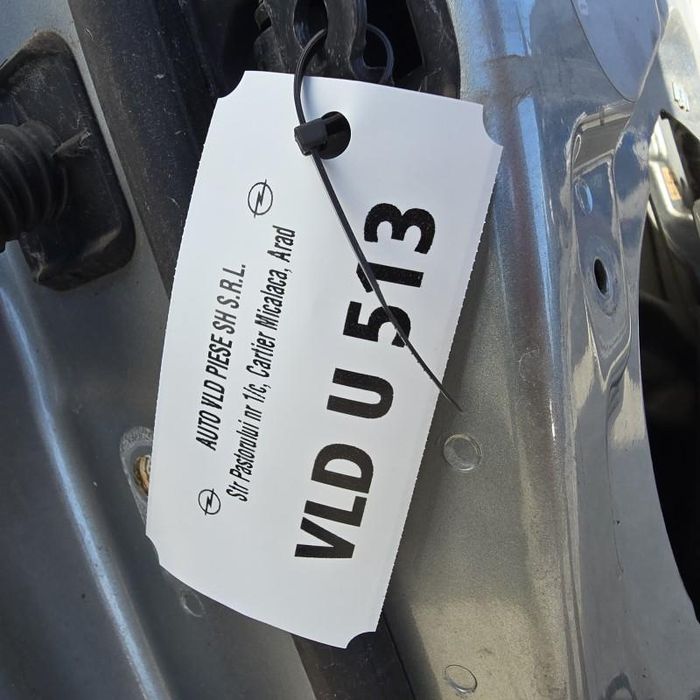 AUTO VLD PIESE SH S.R.L.
Str Pastorului nr 1/c, Cartier Micalaca, Arad
VLD U 513